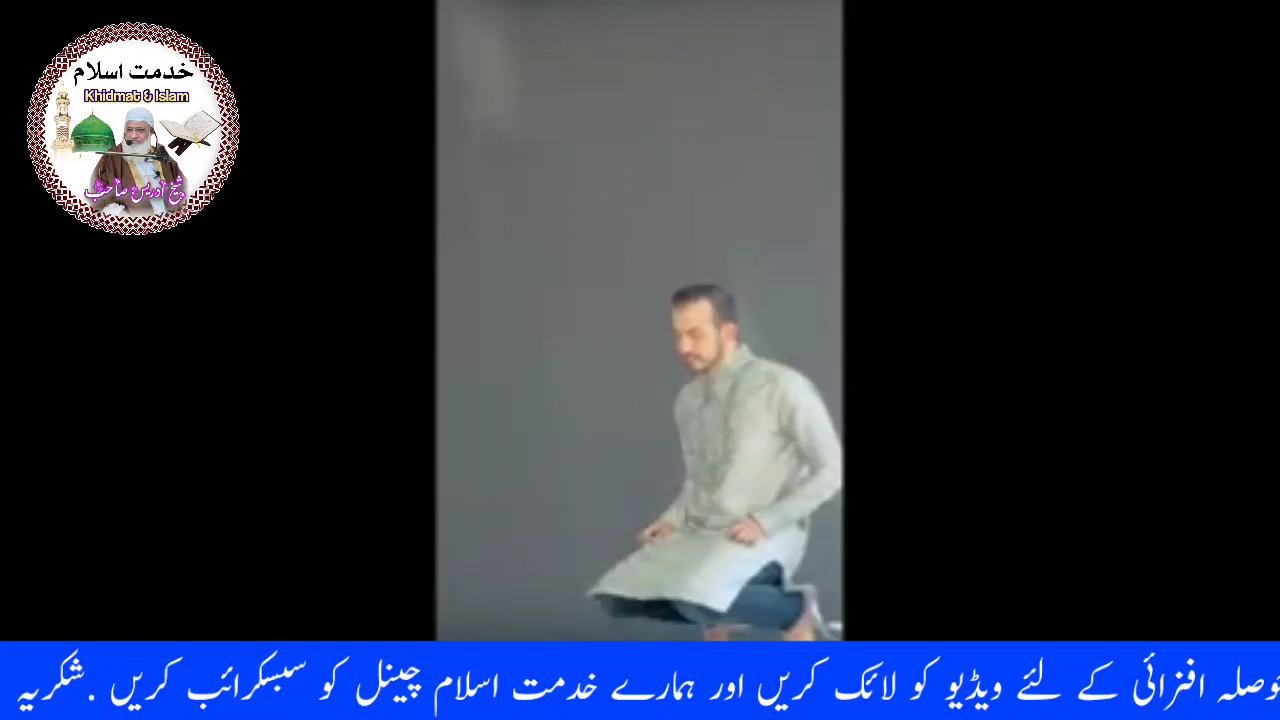 خدمت اسلام
Khidmat & Islam
شیخ ادریس صاحب
حوصلہ افزائی کے لئے ویڈیو کو لائک کریں اور ہمارے خدمت اسلام چینل کو سبسکرائب کریں .شکریہ